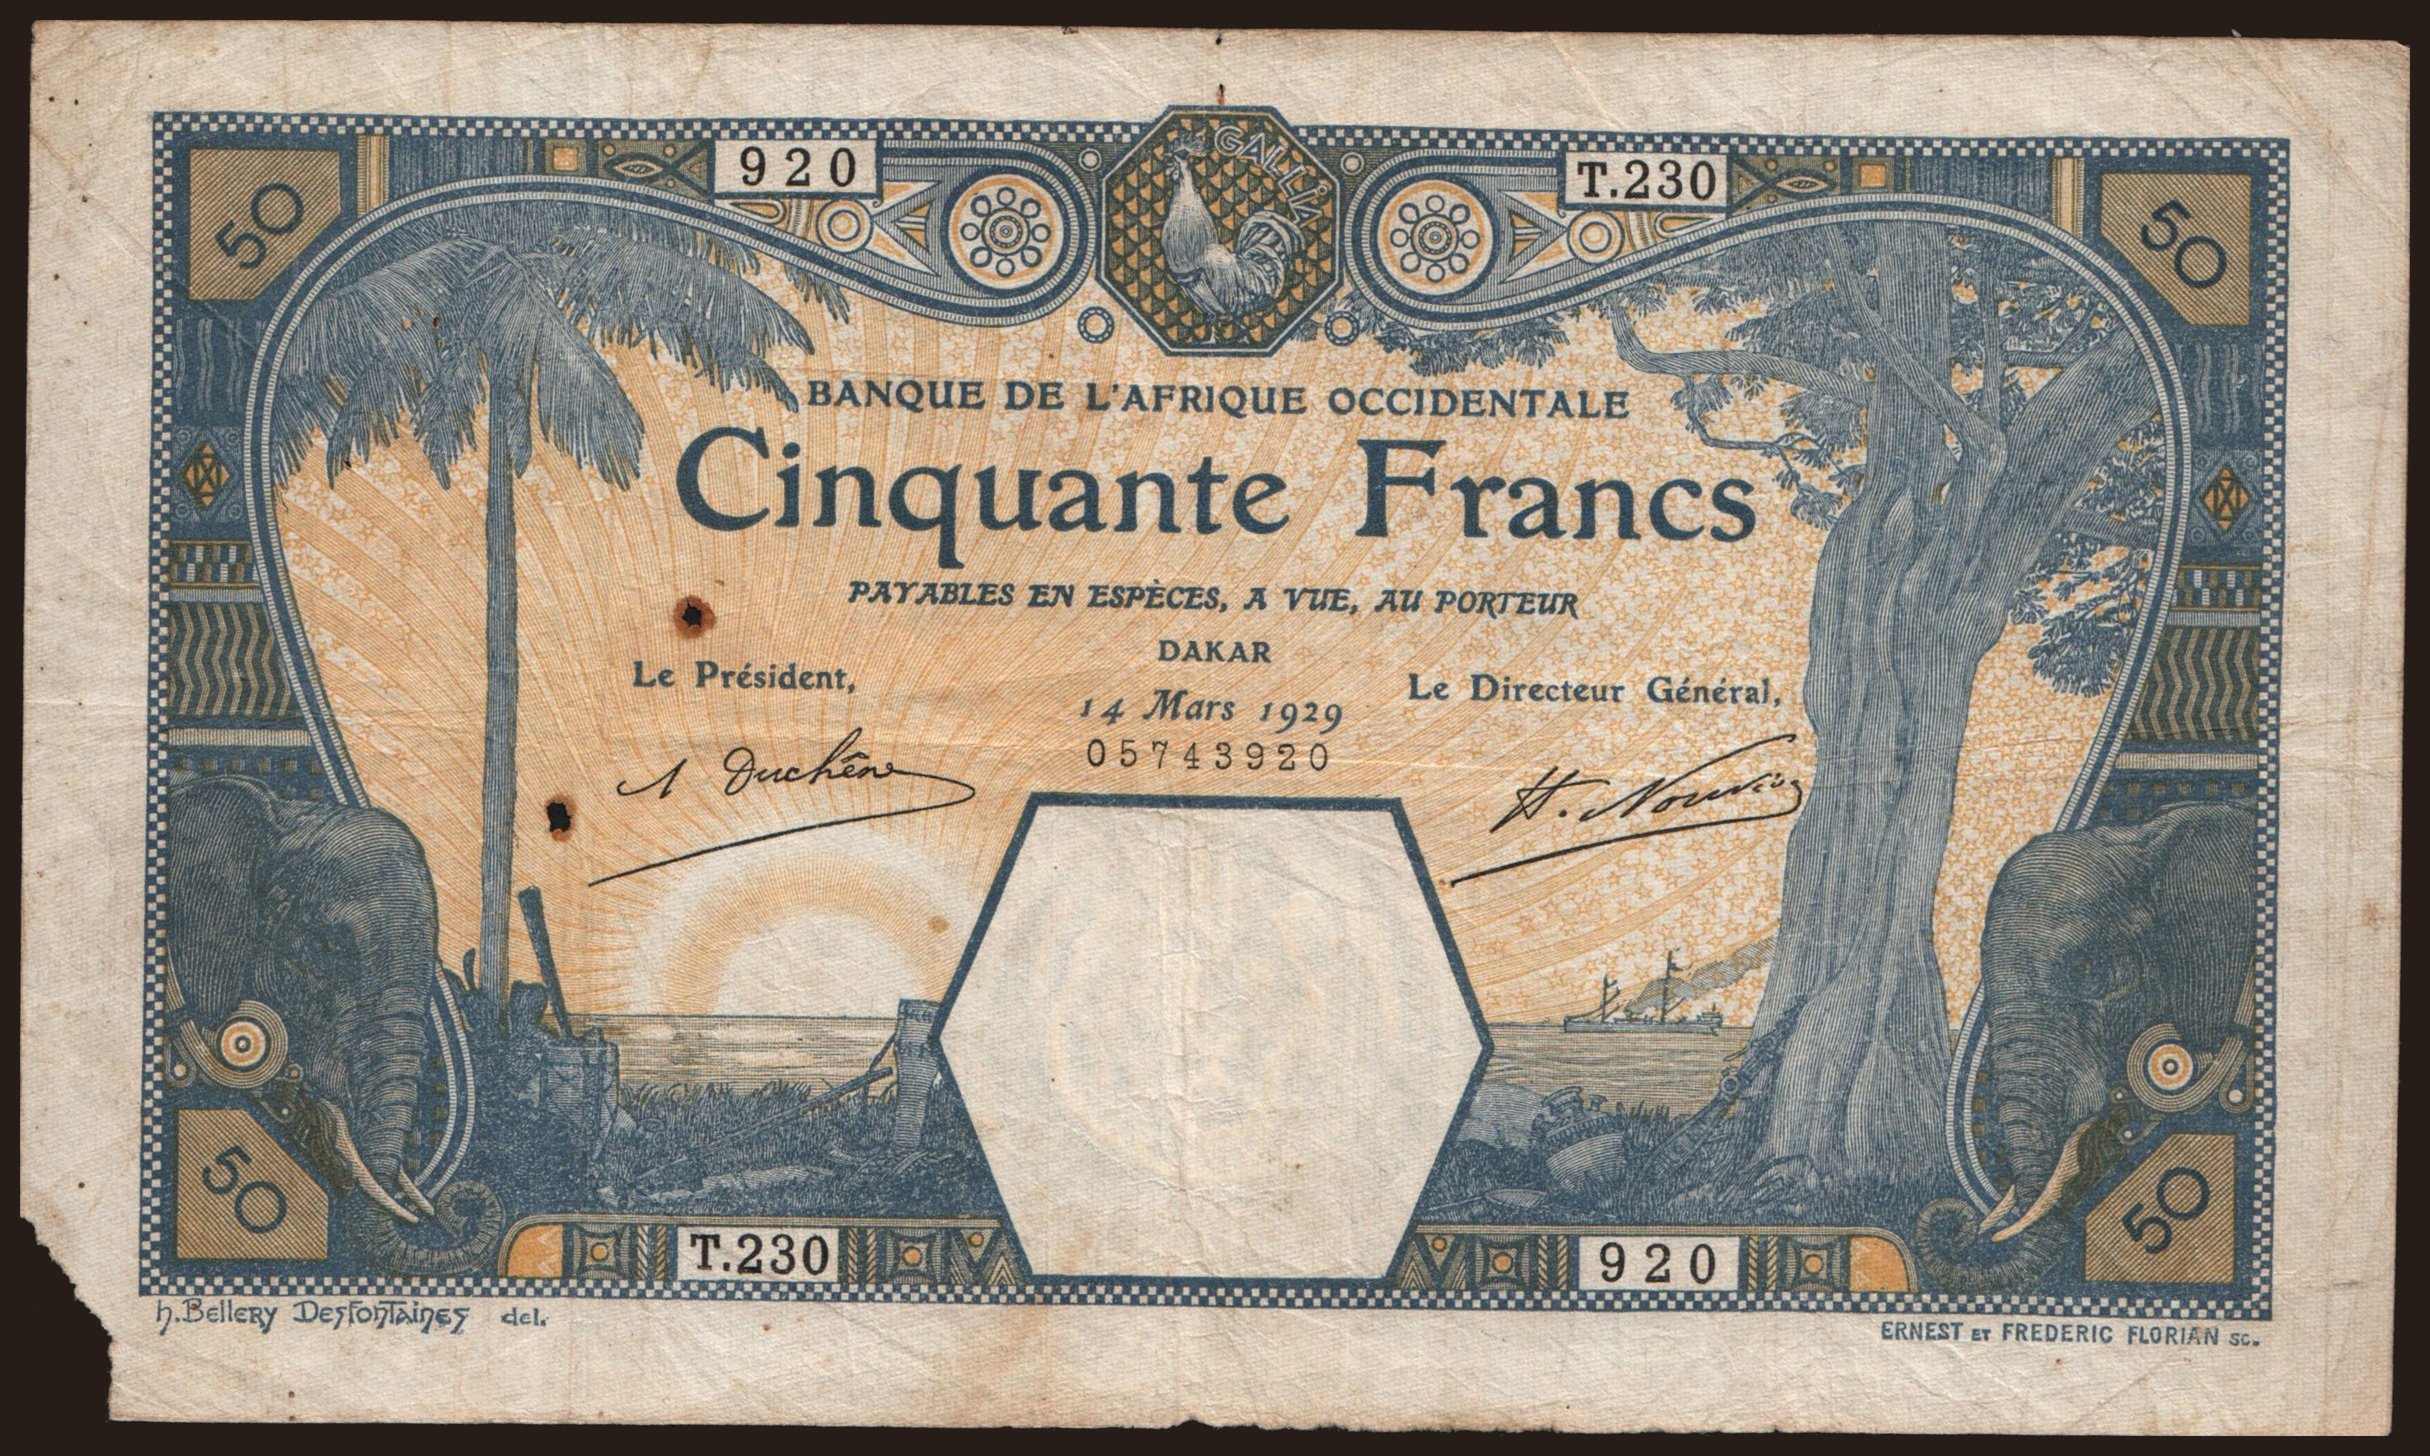 920
GALLIA
T.230
50
50
BANQUE DE L'AFRIQUE OCCIDENTALE
Cinquante Francs
PAYABLES EN ESPÈCES, A VUE, AU PORTEUR
DAKAR
Le Président,
Le Directeur Général,
14 Mars 1929
05743920
A Duchêne
H. Nouvion
50
50
T.230
920
h. Bellery Desfontaines del.
ERNEST ET FREDERIC FLORIAN SC.